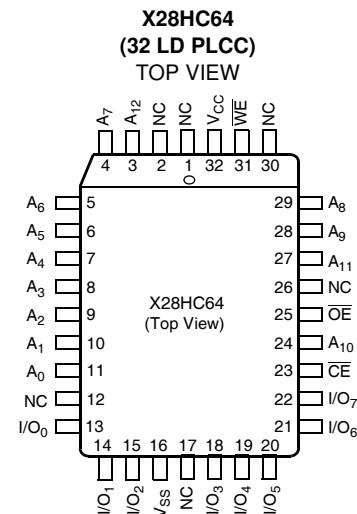 X28HC64
(32 LD PLCC)
TOP VIEW
A7 A12 NC NC VCC W̅E̅ NC
4 3 2 1 32 31 30
A6 5 29 A8
A5 6 28 A9
A4 7 27 A11
A3 8 26 NC
A2 9 25 O̅E̅
A1 10 24 A10
A0 11 23 C̅E̅
NC 12 22 I/O7
I/O0 13 21 I/O6
X28HC64
(Top View)
14 15 16 17 18 19 20
I/O1 I/O2 VSS NC I/O3 I/O4 I/O5